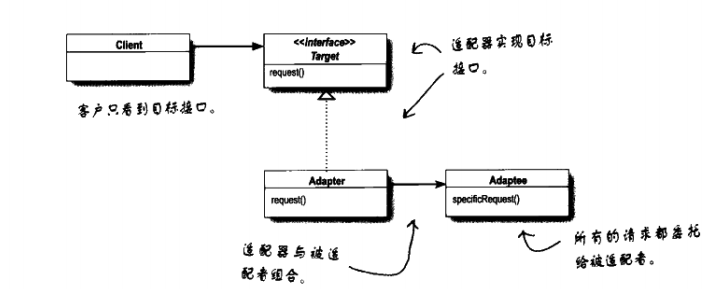 Client
<<interface>>
Target
request()
适配器实现目标
接口。
客户只看到目标接口。
Adapter
request()
Adaptee
specificRequest()
适配器与被适
配者组合。
所有的请求都委托
给被适配者。